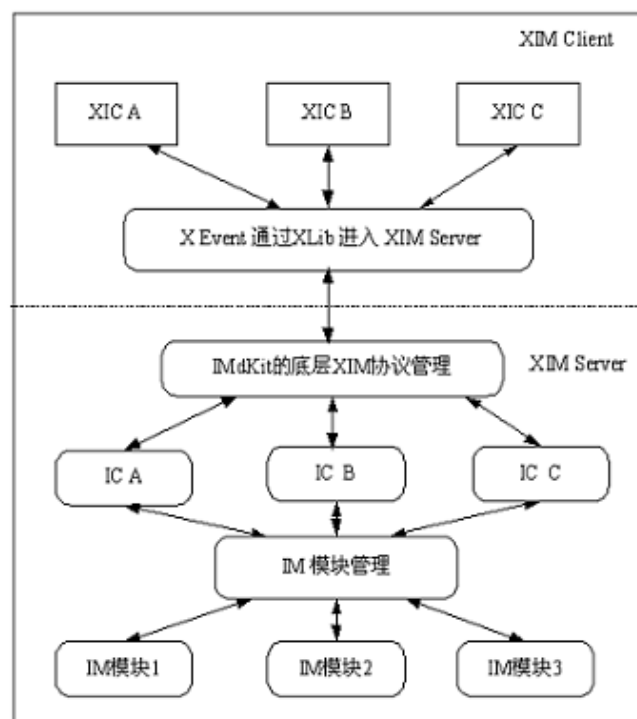 XIM Client
XIC A
XIC B
XIC C
X Event 通过XLib 进入 XIM Server
IMdKit的底层XIM协议管理
XIM Server
IC A
IC B
IC C
IM 模块管理
IM模块1
IM模块2
IM模块3